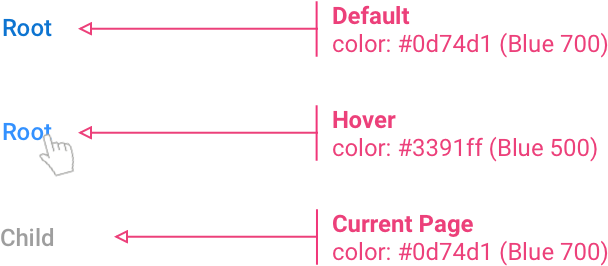 Root
Default
color: #0d74d1 (Blue 700)
Root
Hover
color: #3391ff (Blue 500)
Child
Current Page
color: #0d74d1 (Blue 700)